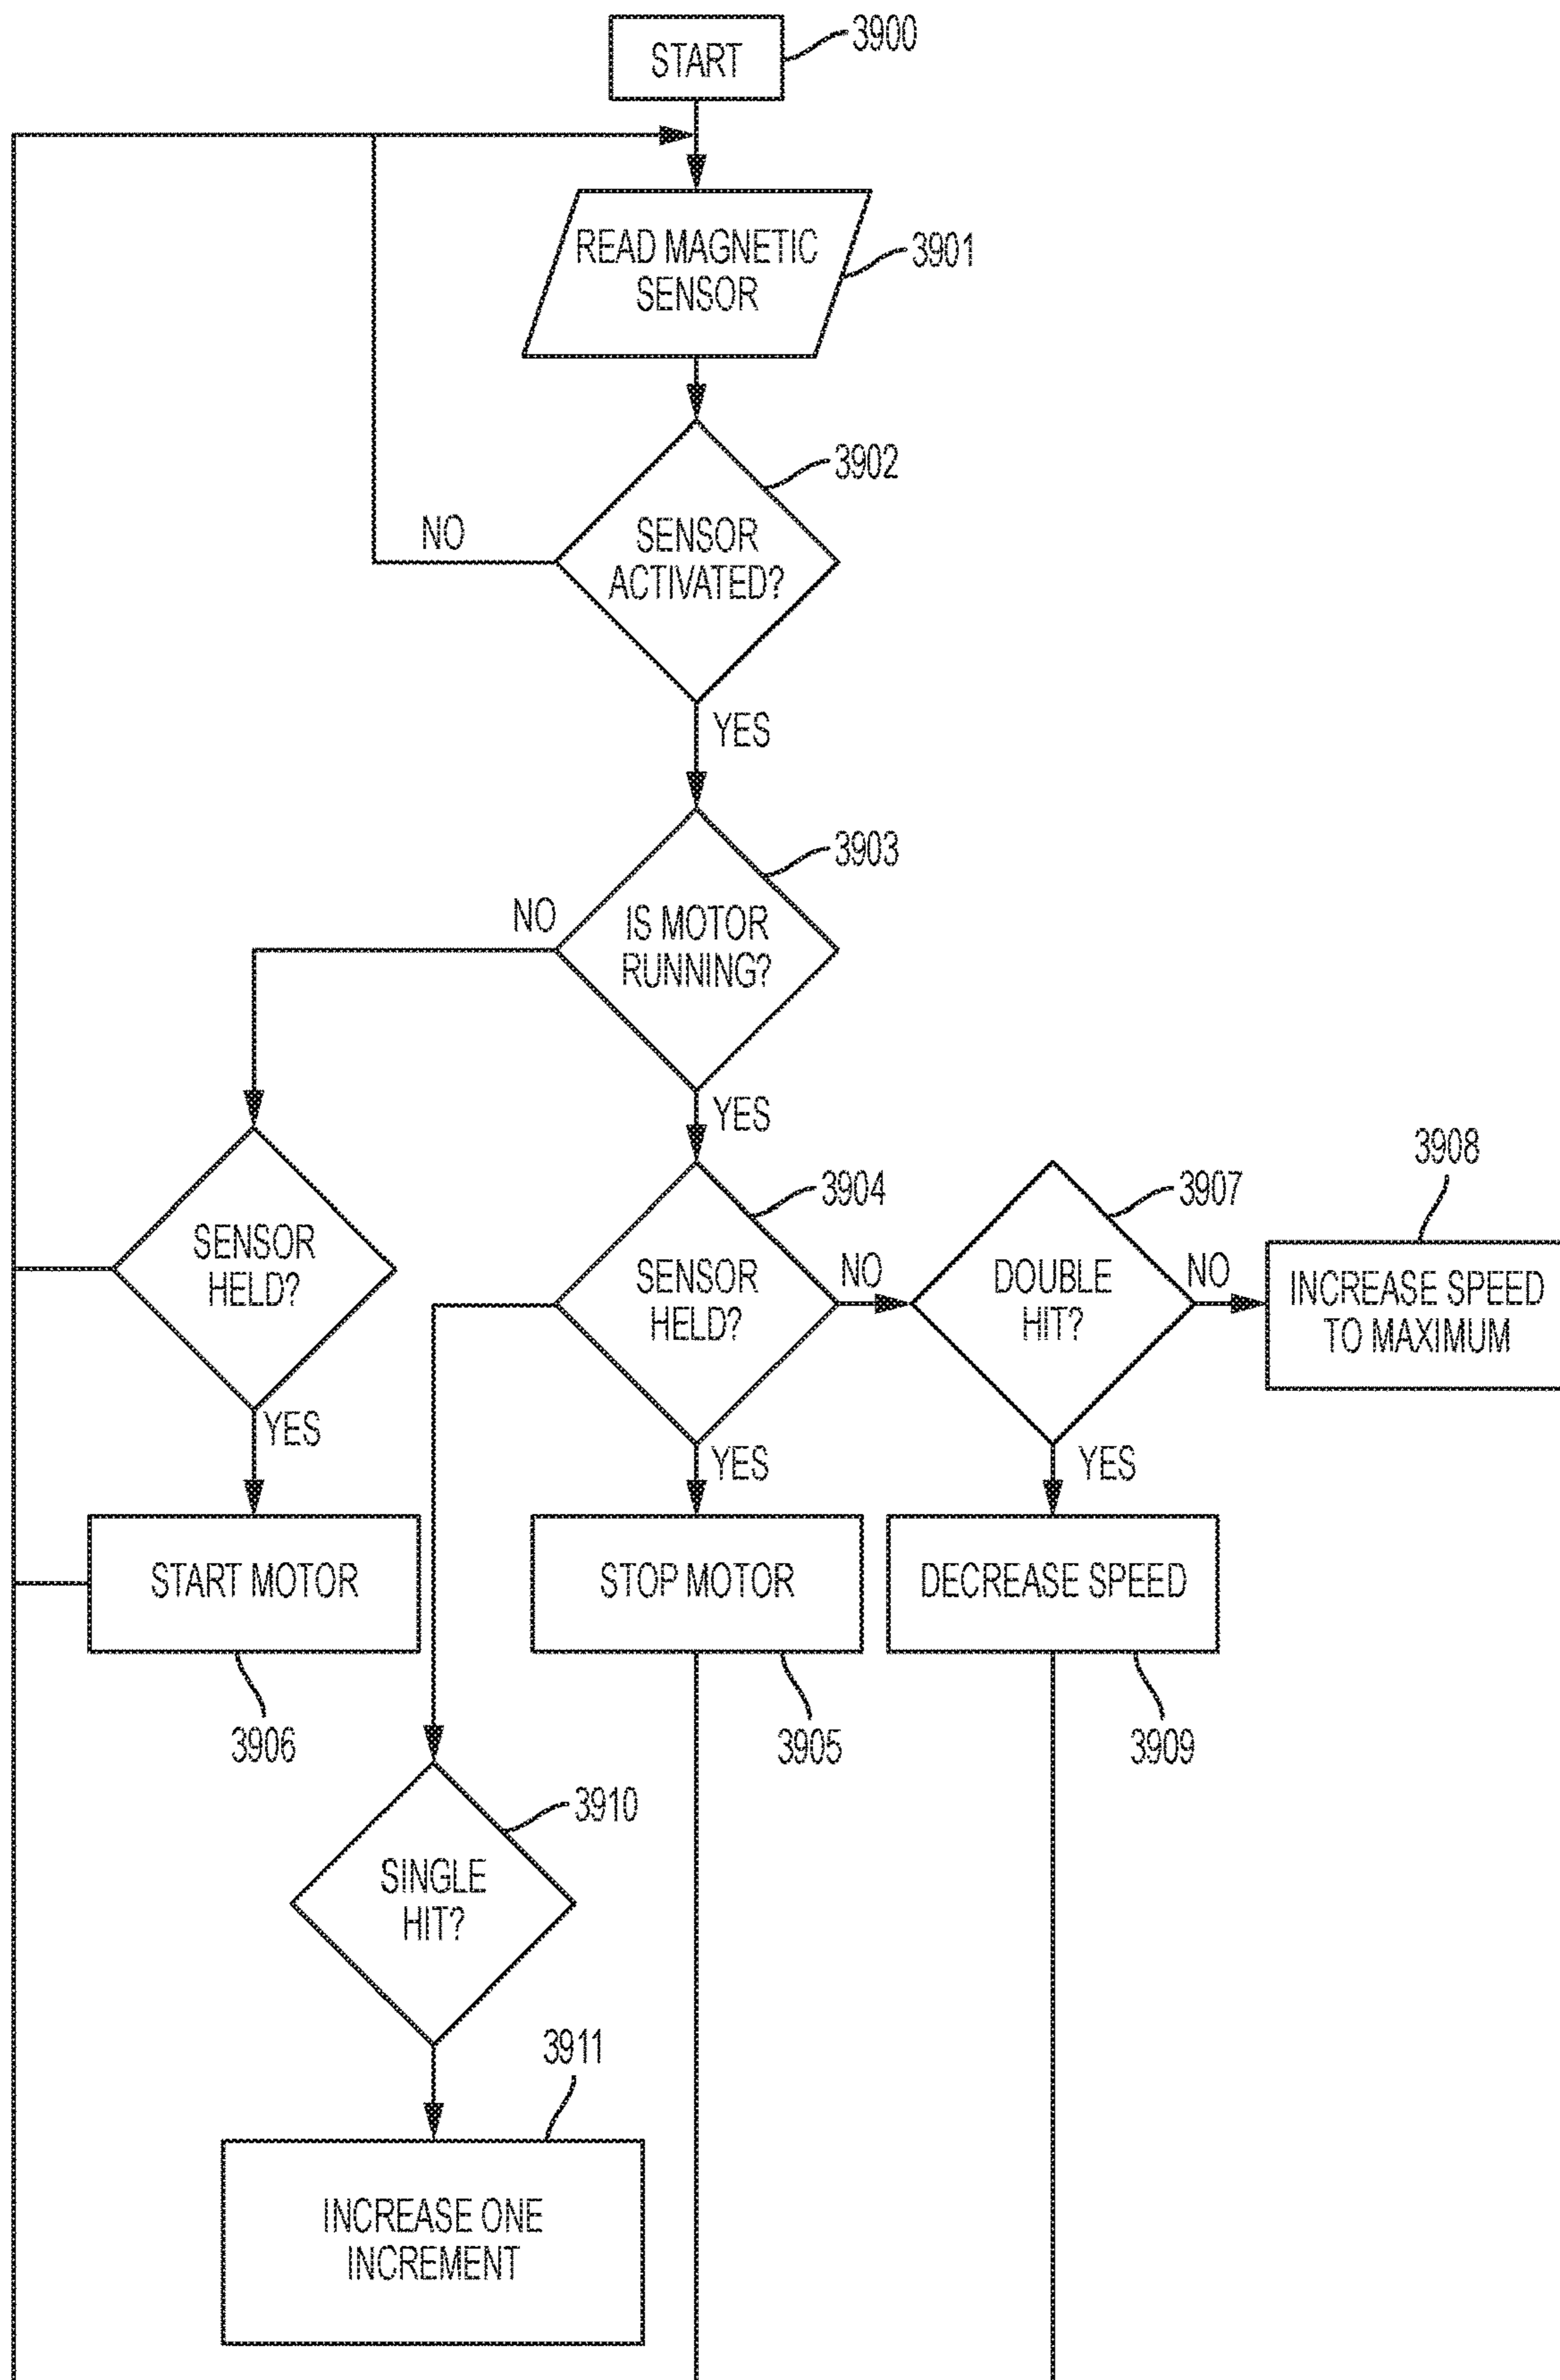 START
3900
READ MAGNETIC
SENSOR
3901
3902
SENSOR
ACTIVATED?
NO
YES
3903
IS MOTOR
RUNNING?
NO
YES
SENSOR
HELD?
YES
3904
SENSOR
HELD?
NO
YES
3907
DOUBLE
HIT?
NO
YES
3908
INCREASE SPEED
TO MAXIMUM
START MOTOR
3906
STOP MOTOR
3905
DECREASE SPEED
3909
3910
SINGLE
HIT?
3911
INCREASE ONE
INCREMENT